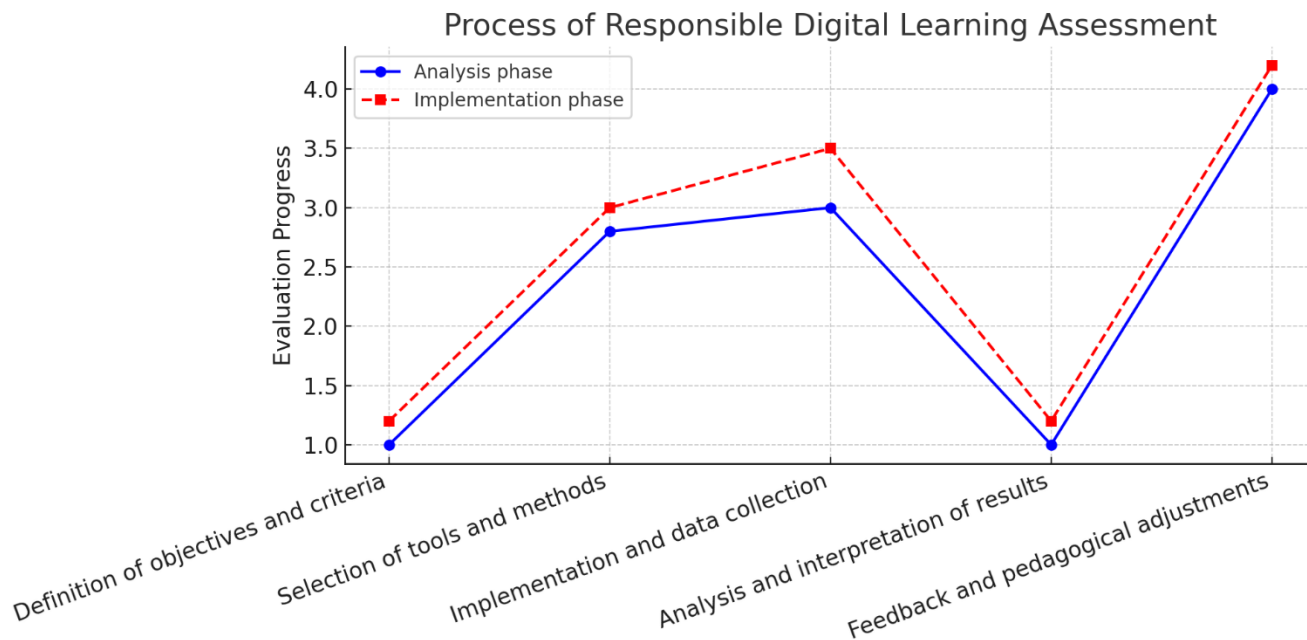 Process of Responsible Digital Learning Assessment
Analysis phase
Implementation phase
Evaluation Progress
4.0
3.5
3.0
2.5
2.0
1.5
1.0
Definition of objectives and criteria
Selection of tools and methods
Implementation and data collection
Analysis and interpretation of results
Feedback and pedagogical adjustments